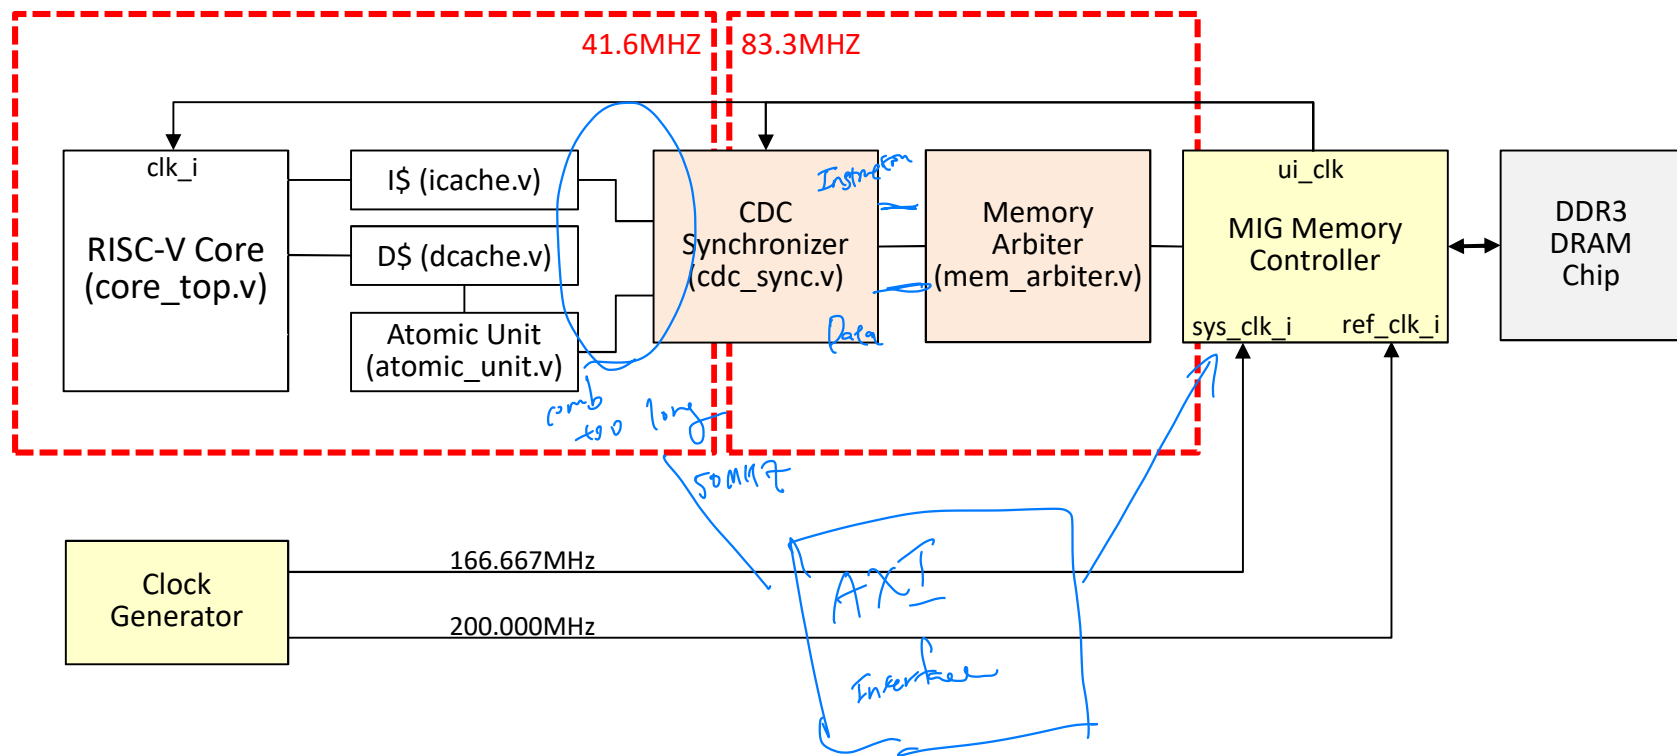 41.6MHZ
83.3MHZ
clk_i
RISC-V Core
(core_top.v)
I$ (icache.v)
D$ (dcache.v)
Atomic Unit
(atomic_unit.v)
CDC
Synchronizer
(cdc_sync.v)
Instruction
Data
Memory
Arbiter
(mem_arbiter.v)
ui_clk
MIG Memory
Controller
sys_clk_i
ref_clk_i
DDR3
DRAM
Chip
comb
too long
50MHZ
Clock
Generator
166.667MHz
200.000MHz
AXI
Interface